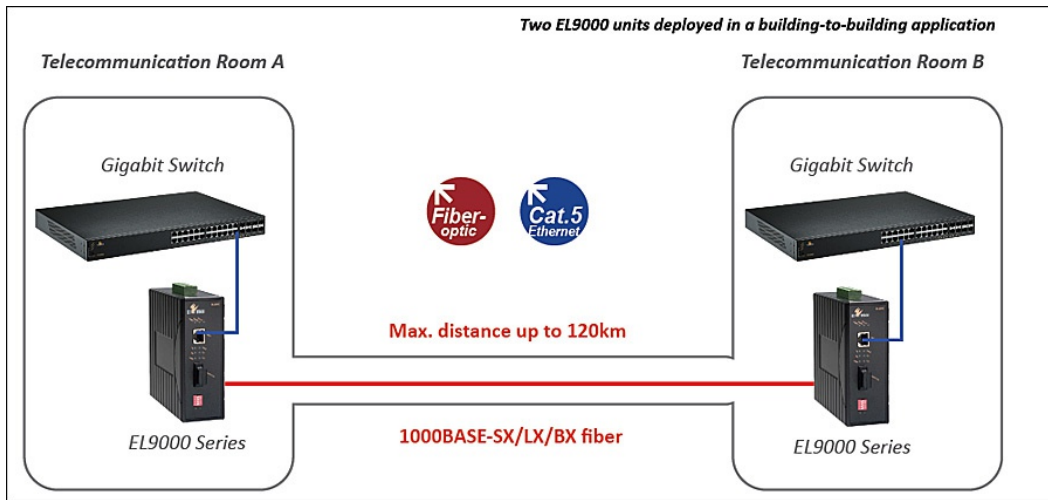 Two EL9000 units deployed in a building-to-building application
Telecommunication Room A
Telecommunication Room B
Gigabit Switch
Gigabit Switch
Fiber-
optic
Cat.5
Ethernet
Max. distance up to 120km
1000BASE-SX/LX/BX fiber
EL9000 Series
EL9000 Series